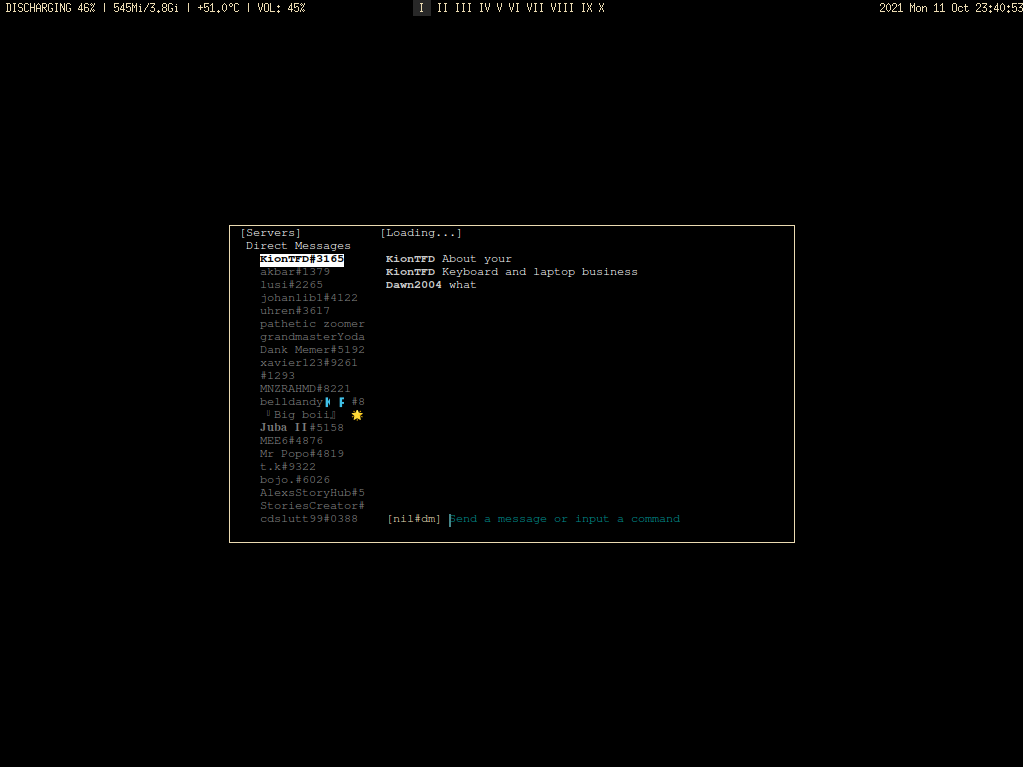 DISCHARGING 46% | 545Mi/3.8Gi | +51.0°C | VOL: 45% I II III IV V VI VII VIII IX X 2021 Mon 11 Oct 23:40:53
[Servers] [Loading...]
Direct Messages
KionTFD#3165 KionTFD About your
akbar#1379 KionTFD Keyboard and laptop business
lusi#2265 Dawn2004 what
johanlibl#4122
uhren#3617
pathetic zoomer
grandmasterYoda
Dank Memer#5192
xavier123#9261
#1293
MNZRAHMD#8221
belldandy #8
『Big boii』 🌟
Juba II#5158
MEE6#4876
Mr Popo#4819
t.k#9322
bojo.#6026
AlexsStoryHub#5
StoriesCreator#
cdslutt99#0388 [nil#dm] Send a message or input a command